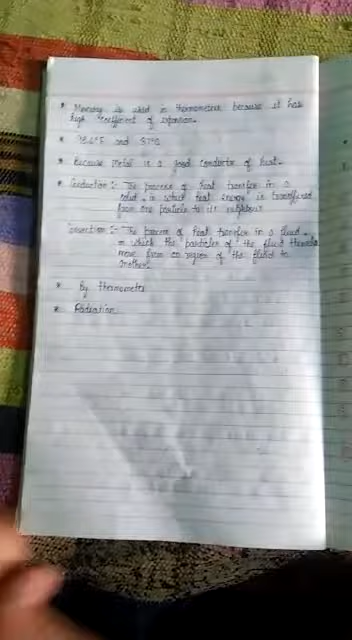 * Mercury is used in thermometer because it has
high coefficient of expansion.
* 98.6°F and 37°C
* Because Metal is a good conductor of heat.
* Conduction :- The process of heat transfer in a
solid, in which heat energy is transferred
from one particle to its neighbour
Convection :- The process of heat transfer in a fluid
in which the particles of the fluid themselves
move from region of the fluid to
another.
* By thermometer
* Radiation